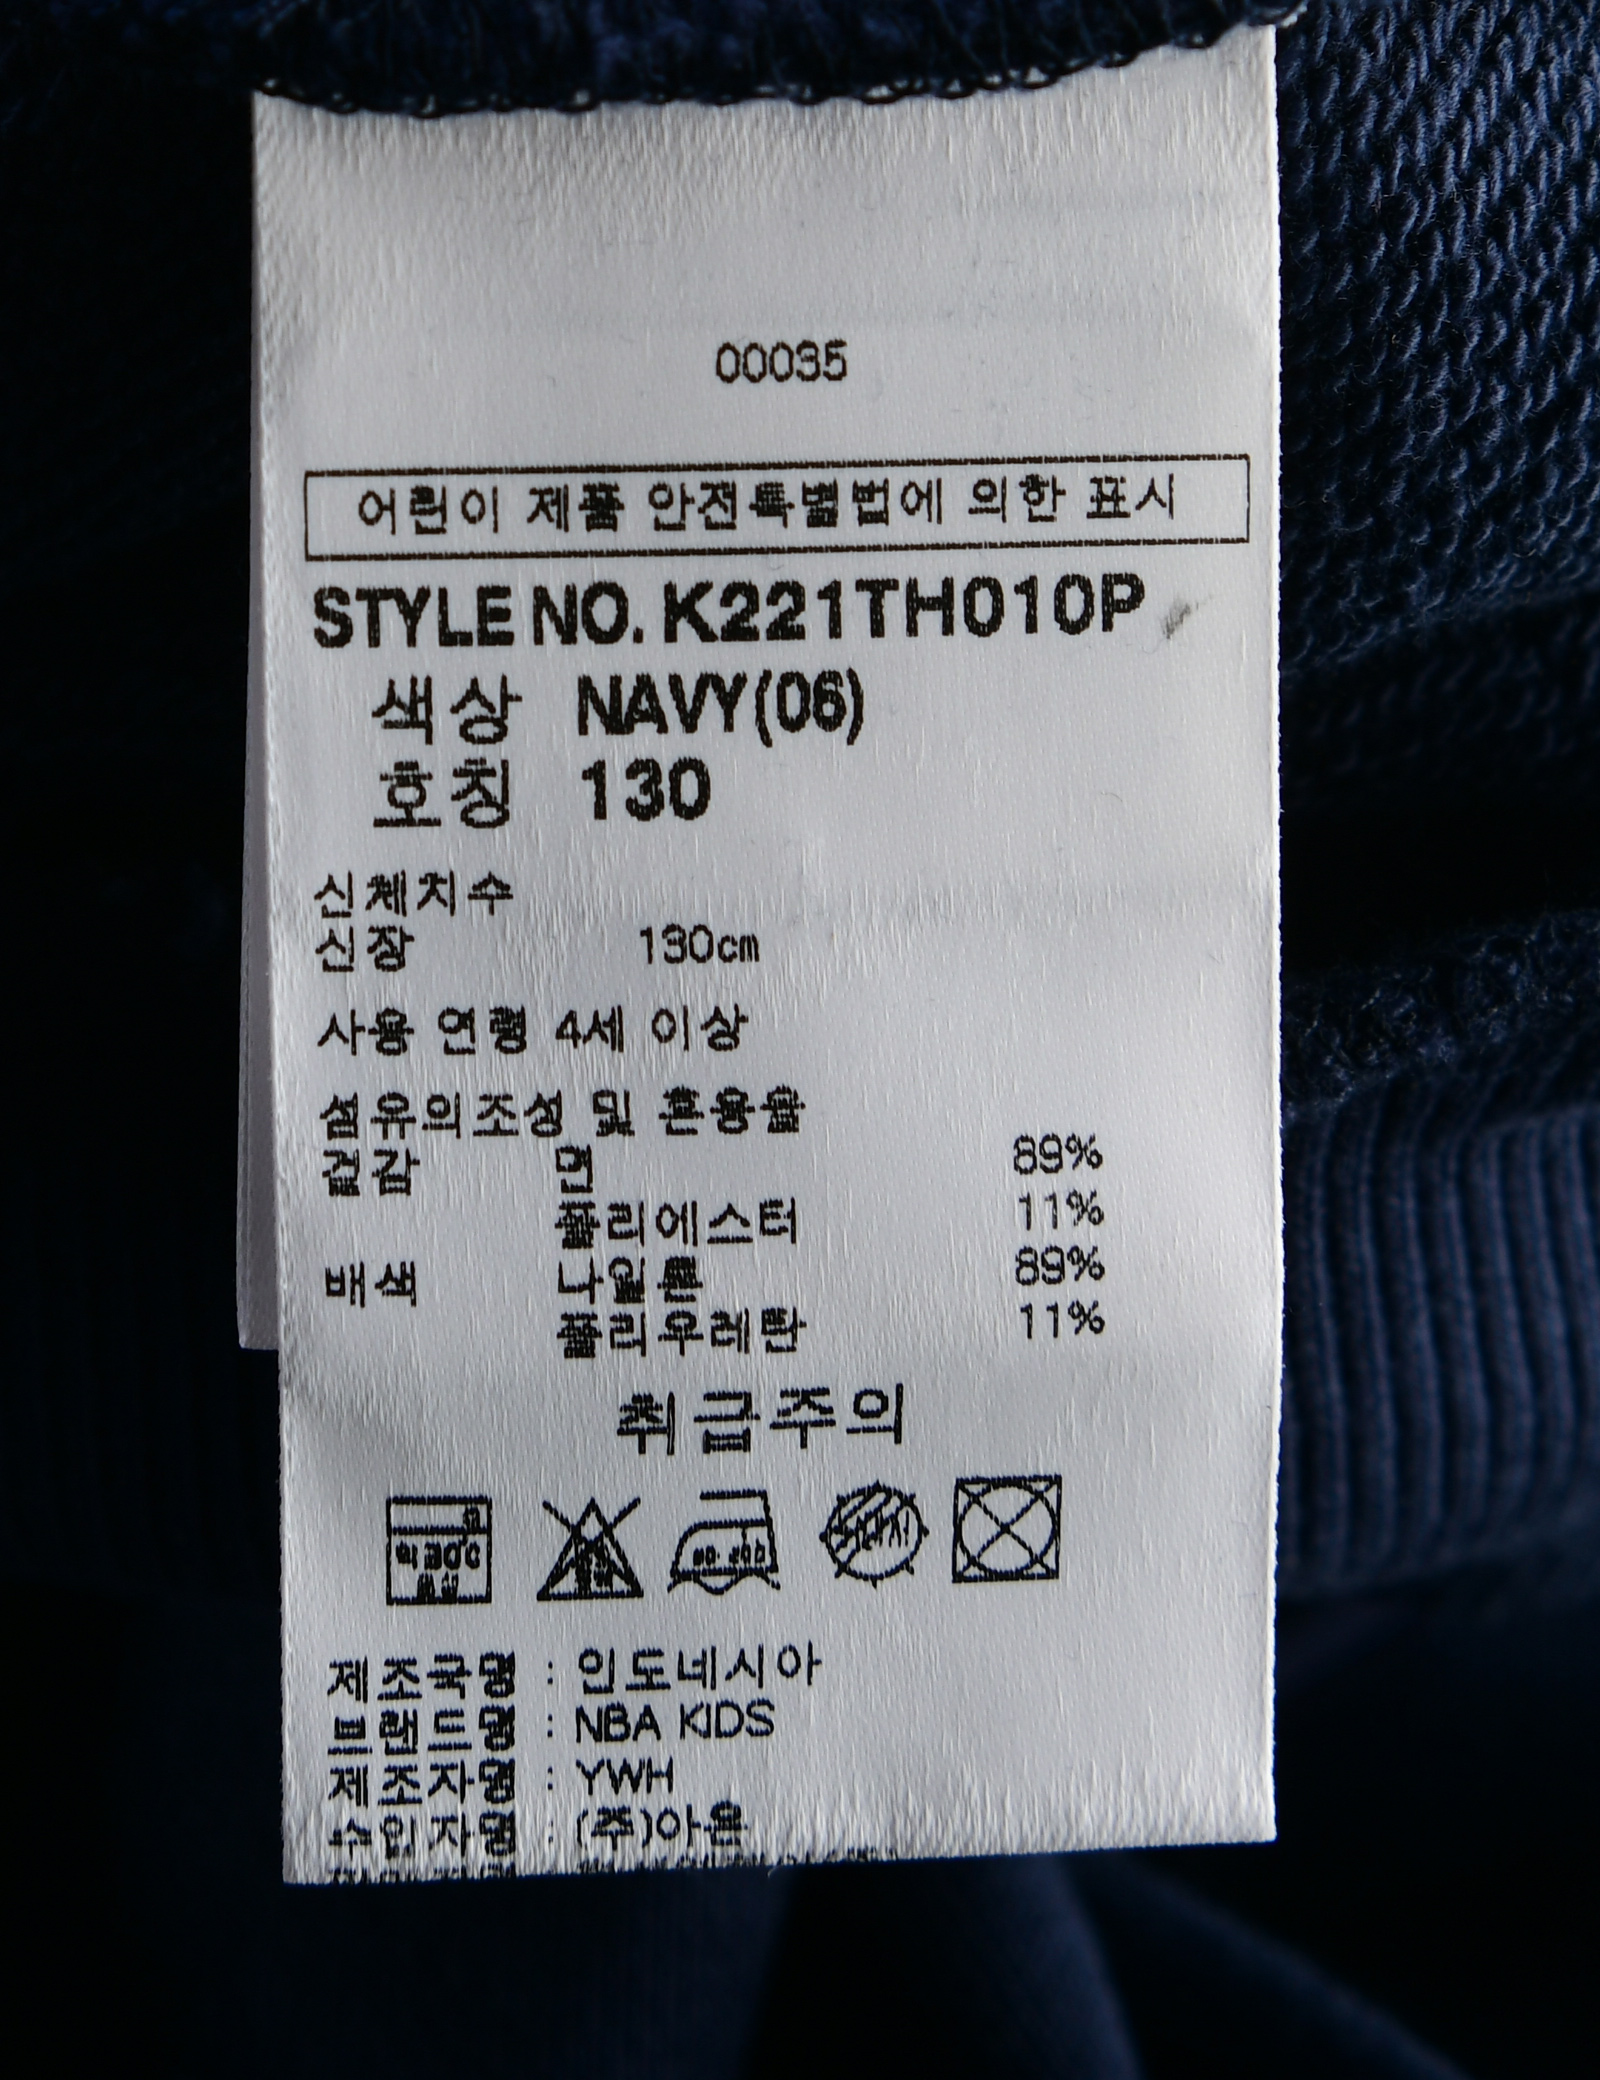 00035
어린이 제품 안전특별법에 의한 표시
STYLE NO. K221TH010P
색상 NAVY(06)
호칭 130
신체치수
신장 130cm
사용 연령 4세 이상
섬유의조성 및 혼용율
겉감 면 89%
폴리에스터 11%
배색 나일론 89%
폴리우레탄 11%
취급주의
제조국명 : 인도네시아
브랜드명 : NBA KIDS
제조자명 : YWH
수입자명 : (주)아은